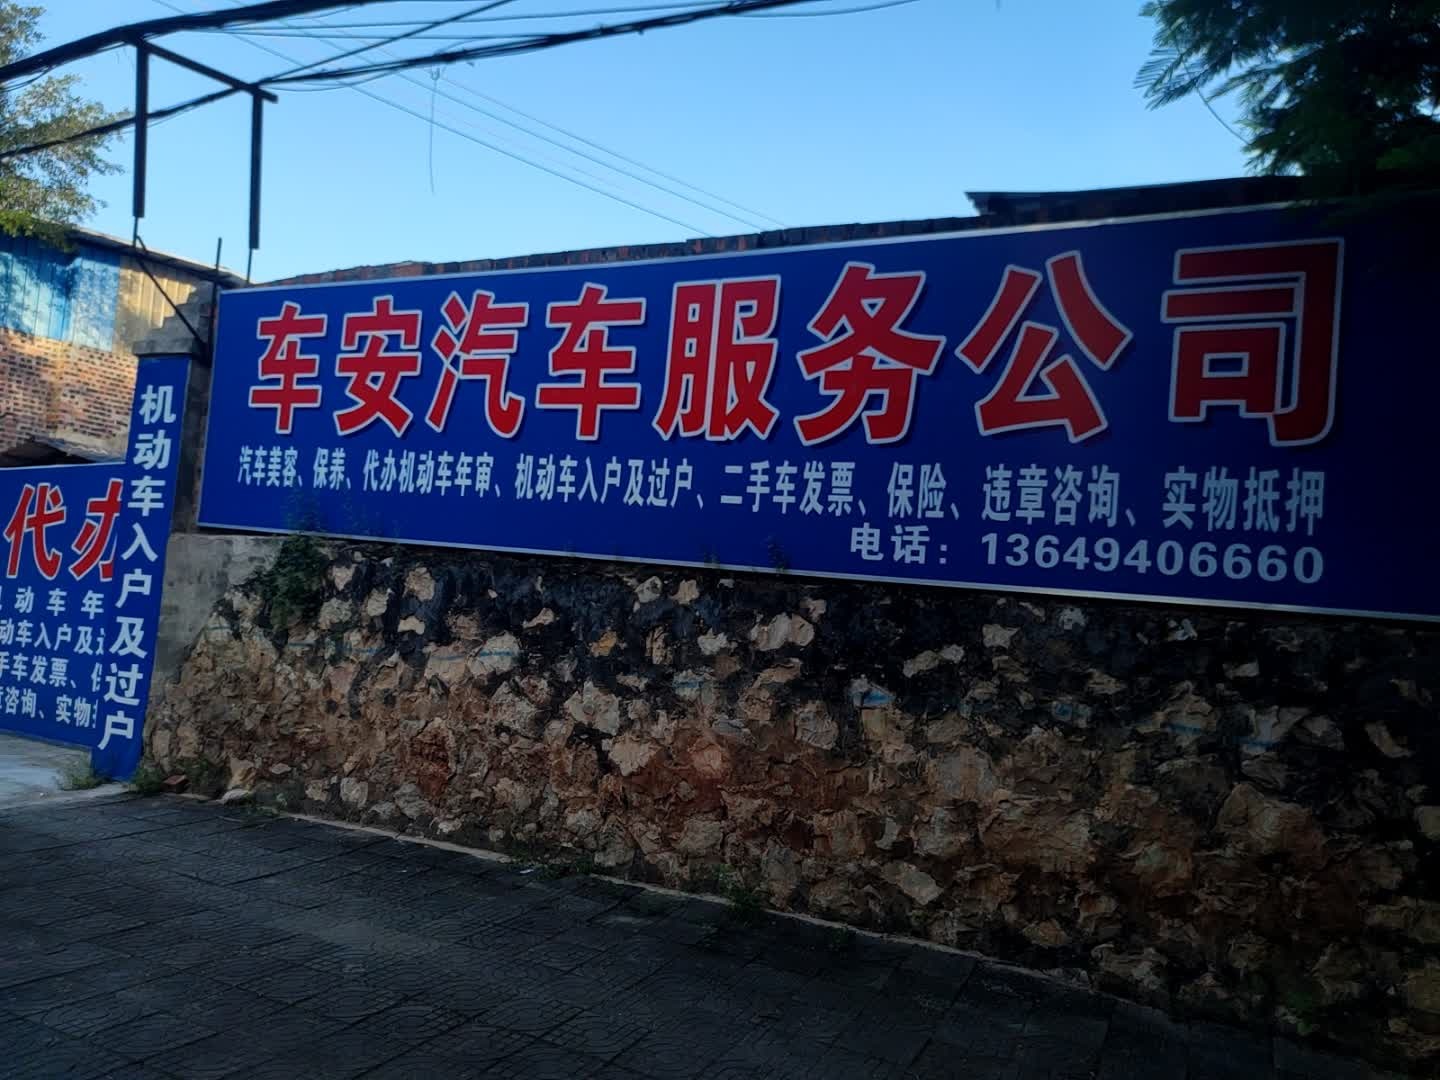 车安汽车服务公司
汽车美容、保养、代办机动车年审、机动车入户及过户、二手车发票、保险、违章咨询、实物抵押
电话：13649406660
机动车入户及过户
代办
动车年
动车入户及过
手车发票、
咨询、实物